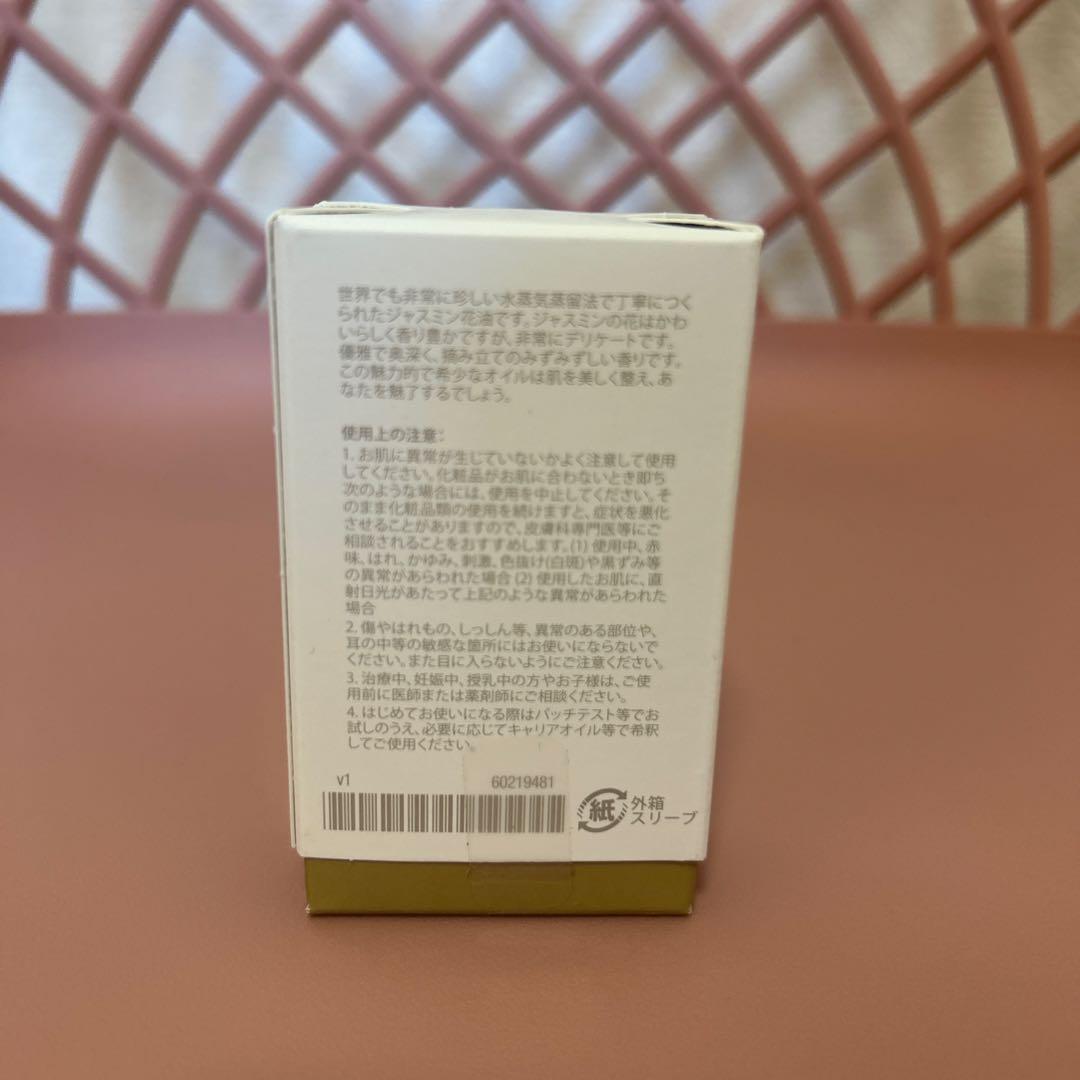 世界でも非常に珍しい水蒸気蒸留法で丁寧につく
られたジャスミン花油です。ジャスミンの花はかわ
いらしく香り豊かですが、非常にデリケートです。
優雅で奥深く、摘み立てのみずみずしい香りです。
この魅力的で希少なオイルは肌を美しく整え、あ
なたを魅了するでしょう。
使用上の注意:
1. お肌に異常が生じていないかよく注意して使用
してください。化粧品がお肌に合わないとき即ち
次のような場合には、使用を中止してください。そ
のまま化粧品類の使用を続けますと、症状を悪化
させることがありますので、皮膚科専門医等にご
相談されることをおすすめします。(1) 使用中、赤
味、はれ、かゆみ、刺激、色抜け(白斑)や黒ずみ等
の異常があらわれた場合 (2) 使用したお肌に、直
射日光があたって上記のような異常があらわれた
場合
2. 傷やはれもの、しっしん等、異常のある部位や、
耳の中等の敏感な箇所にはお使いにならないで
ください。また目に入らないようにご注意ください。
3. 治療中、妊娠中、授乳中の方やお子様は、ご使
用前に医師または薬剤師にご相談ください。
4. はじめてお使いになる際はパッチテスト等でお
試しのうえ、必要に応じてキャリアオイル等で希釈
してご使用ください。
v1 60219481
紙 外箱
スリーブ